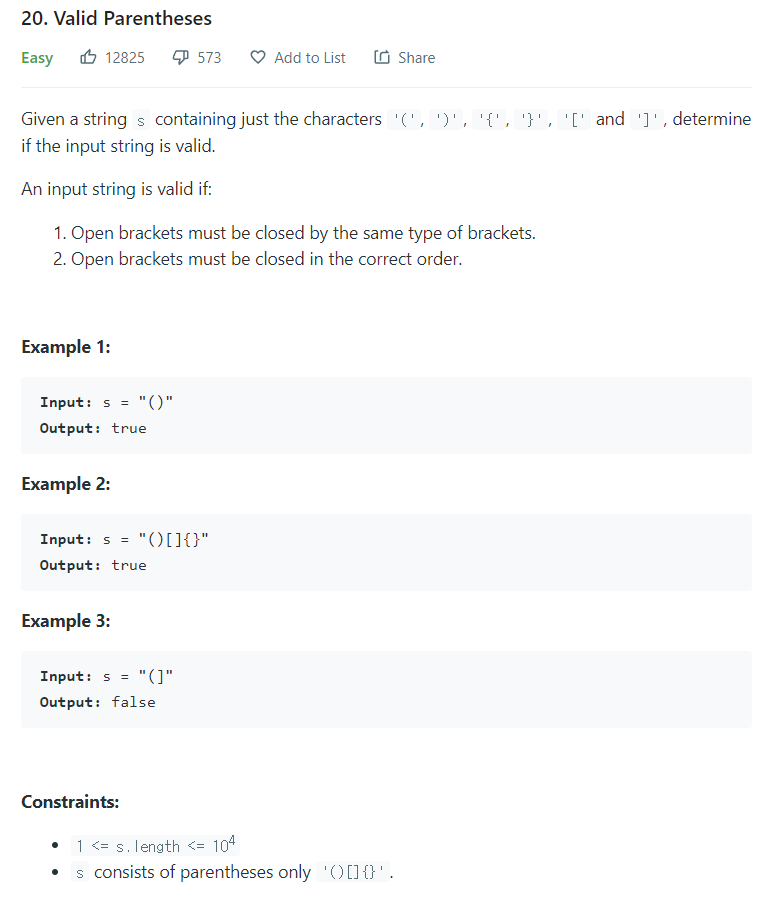 20. Valid Parentheses
Easy 12825 573 Add to List Share
Given a string s containing just the characters '(', ')', '{', '}', '[' and ']', determine
if the input string is valid.
An input string is valid if:
1. Open brackets must be closed by the same type of brackets.
2. Open brackets must be closed in the correct order.
Example 1:
Input: s = "()"
Output: true
Example 2:
Input: s = "()[]{}"
Output: true
Example 3:
Input: s = "(]"
Output: false
Constraints:
• 1 <= s.length <= 10⁴
• s consists of parentheses only '()[]{}'.